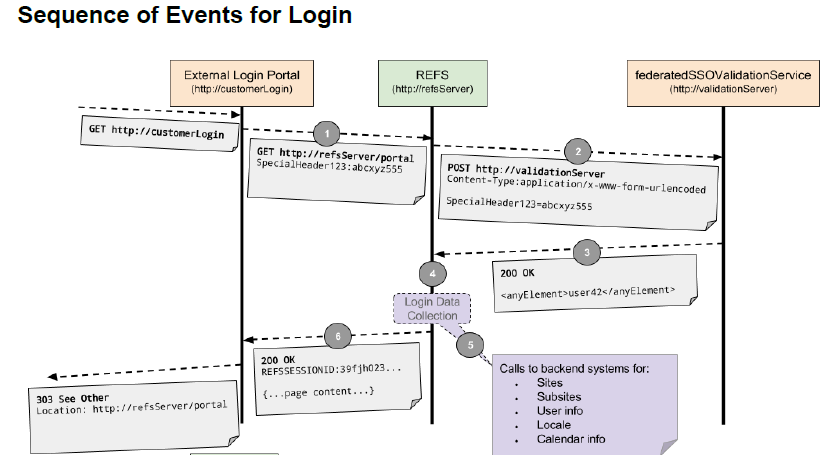 Sequence of Events for Login
External Login Portal
(http://customerLogin)
REFS
(http://refsServer)
federatedSSOValidationService
(http://validationServer)
GET http://customerLogin
1
GET http://refsServer/portal
SpecialHeader123:abcxyz555
2
POST http://validationServer
Content-Type:application/x-www-form-urlencoded
SpecialHeader123=abcxyz555
3
200 OK
<anyElement>user42</anyElement>
4
Login Data
Collection
5
Calls to backend systems for:
• Sites
• Subsites
• User info
• Locale
• Calendar info
6
200 OK
REFSSESSIONID:39fjh023...
{...page content...}
303 See Other
Location: http://refsServer/portal